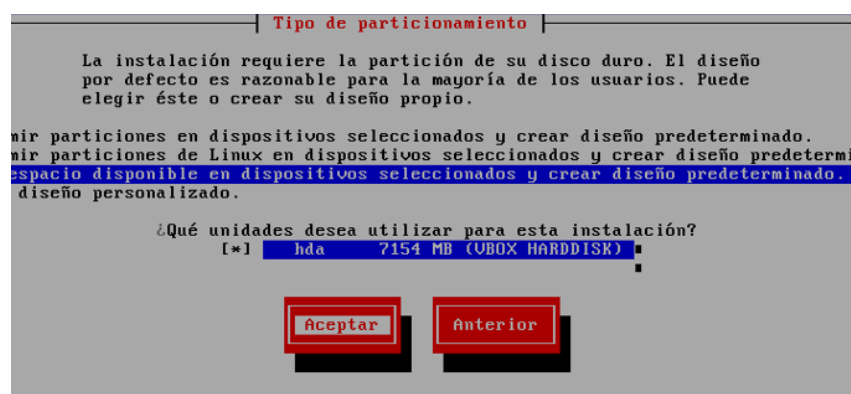 Tipo de particionamiento
La instalación requiere la partición de su disco duro. El diseño
por defecto es razonable para la mayoría de los usuarios. Puede
elegir éste o crear su diseño propio.
mir particiones en dispositivos seleccionados y crear diseño predeterminado.
mir particiones de Linux en dispositivos seleccionados y crear diseño predetermi
espacio disponible en dispositivos seleccionados y crear diseño predeterminado.
diseño personalizado.
¿Qué unidades desea utilizar para esta instalación?
[*] hda 7154 MB (VBOX HARDDISK)
Aceptar Anterior